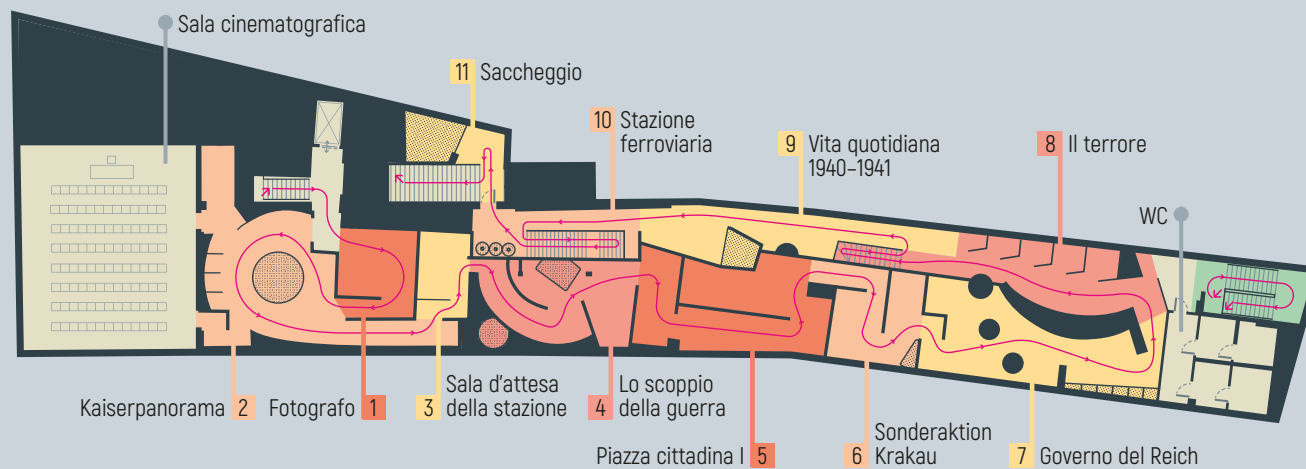 Sala cinematografica
11 Saccheggio
10 Stazione
ferroviaria
9 Vita quotidiana
1940–1941
8 Il terrore
WC
Kaiserpanorama 2
Fotografo 1
3 Sala d'attesa
della stazione
4 Lo scoppio
della guerra
Piazza cittadina I 5
6 Sonderaktion
Krakau
7 Governo del Reich